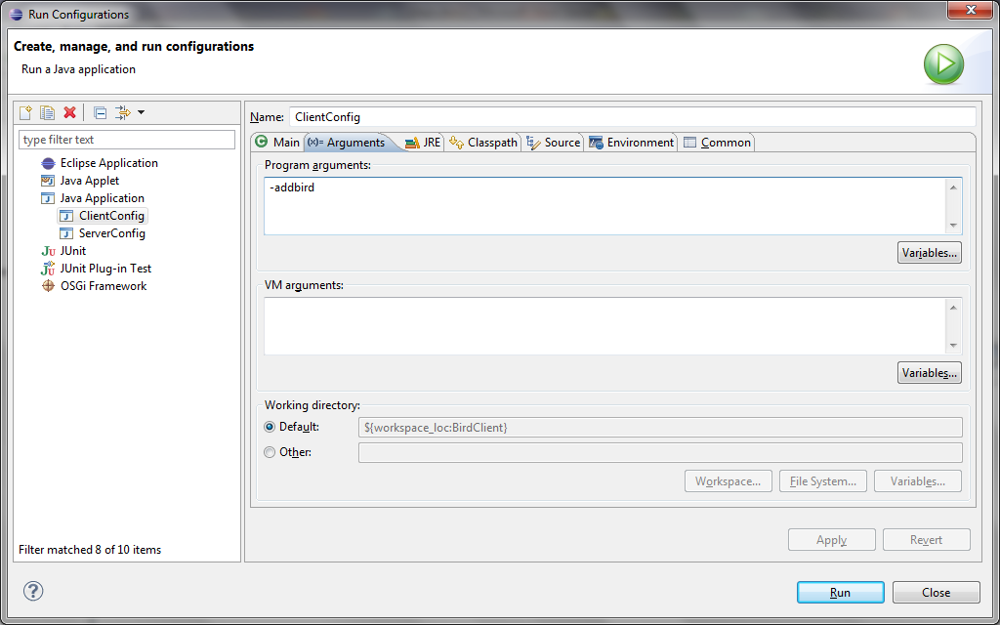 Run Configurations
Create, manage, and run configurations
Run a Java application
type filter text
Eclipse Application
Java Applet
Java Application
ClientConfig
ServerConfig
JUnit
JUnit Plug-in Test
OSGi Framework
Filter matched 8 of 10 items
Name: ClientConfig
Main (x)= Arguments JRE Classpath Source Environment Common
Program arguments:
-addbird
Variables...
VM arguments:
Variables...
Working directory:
Default: ${workspace_loc:BirdClient}
Other:
Workspace... File System... Variables...
Apply Revert
? Run Close